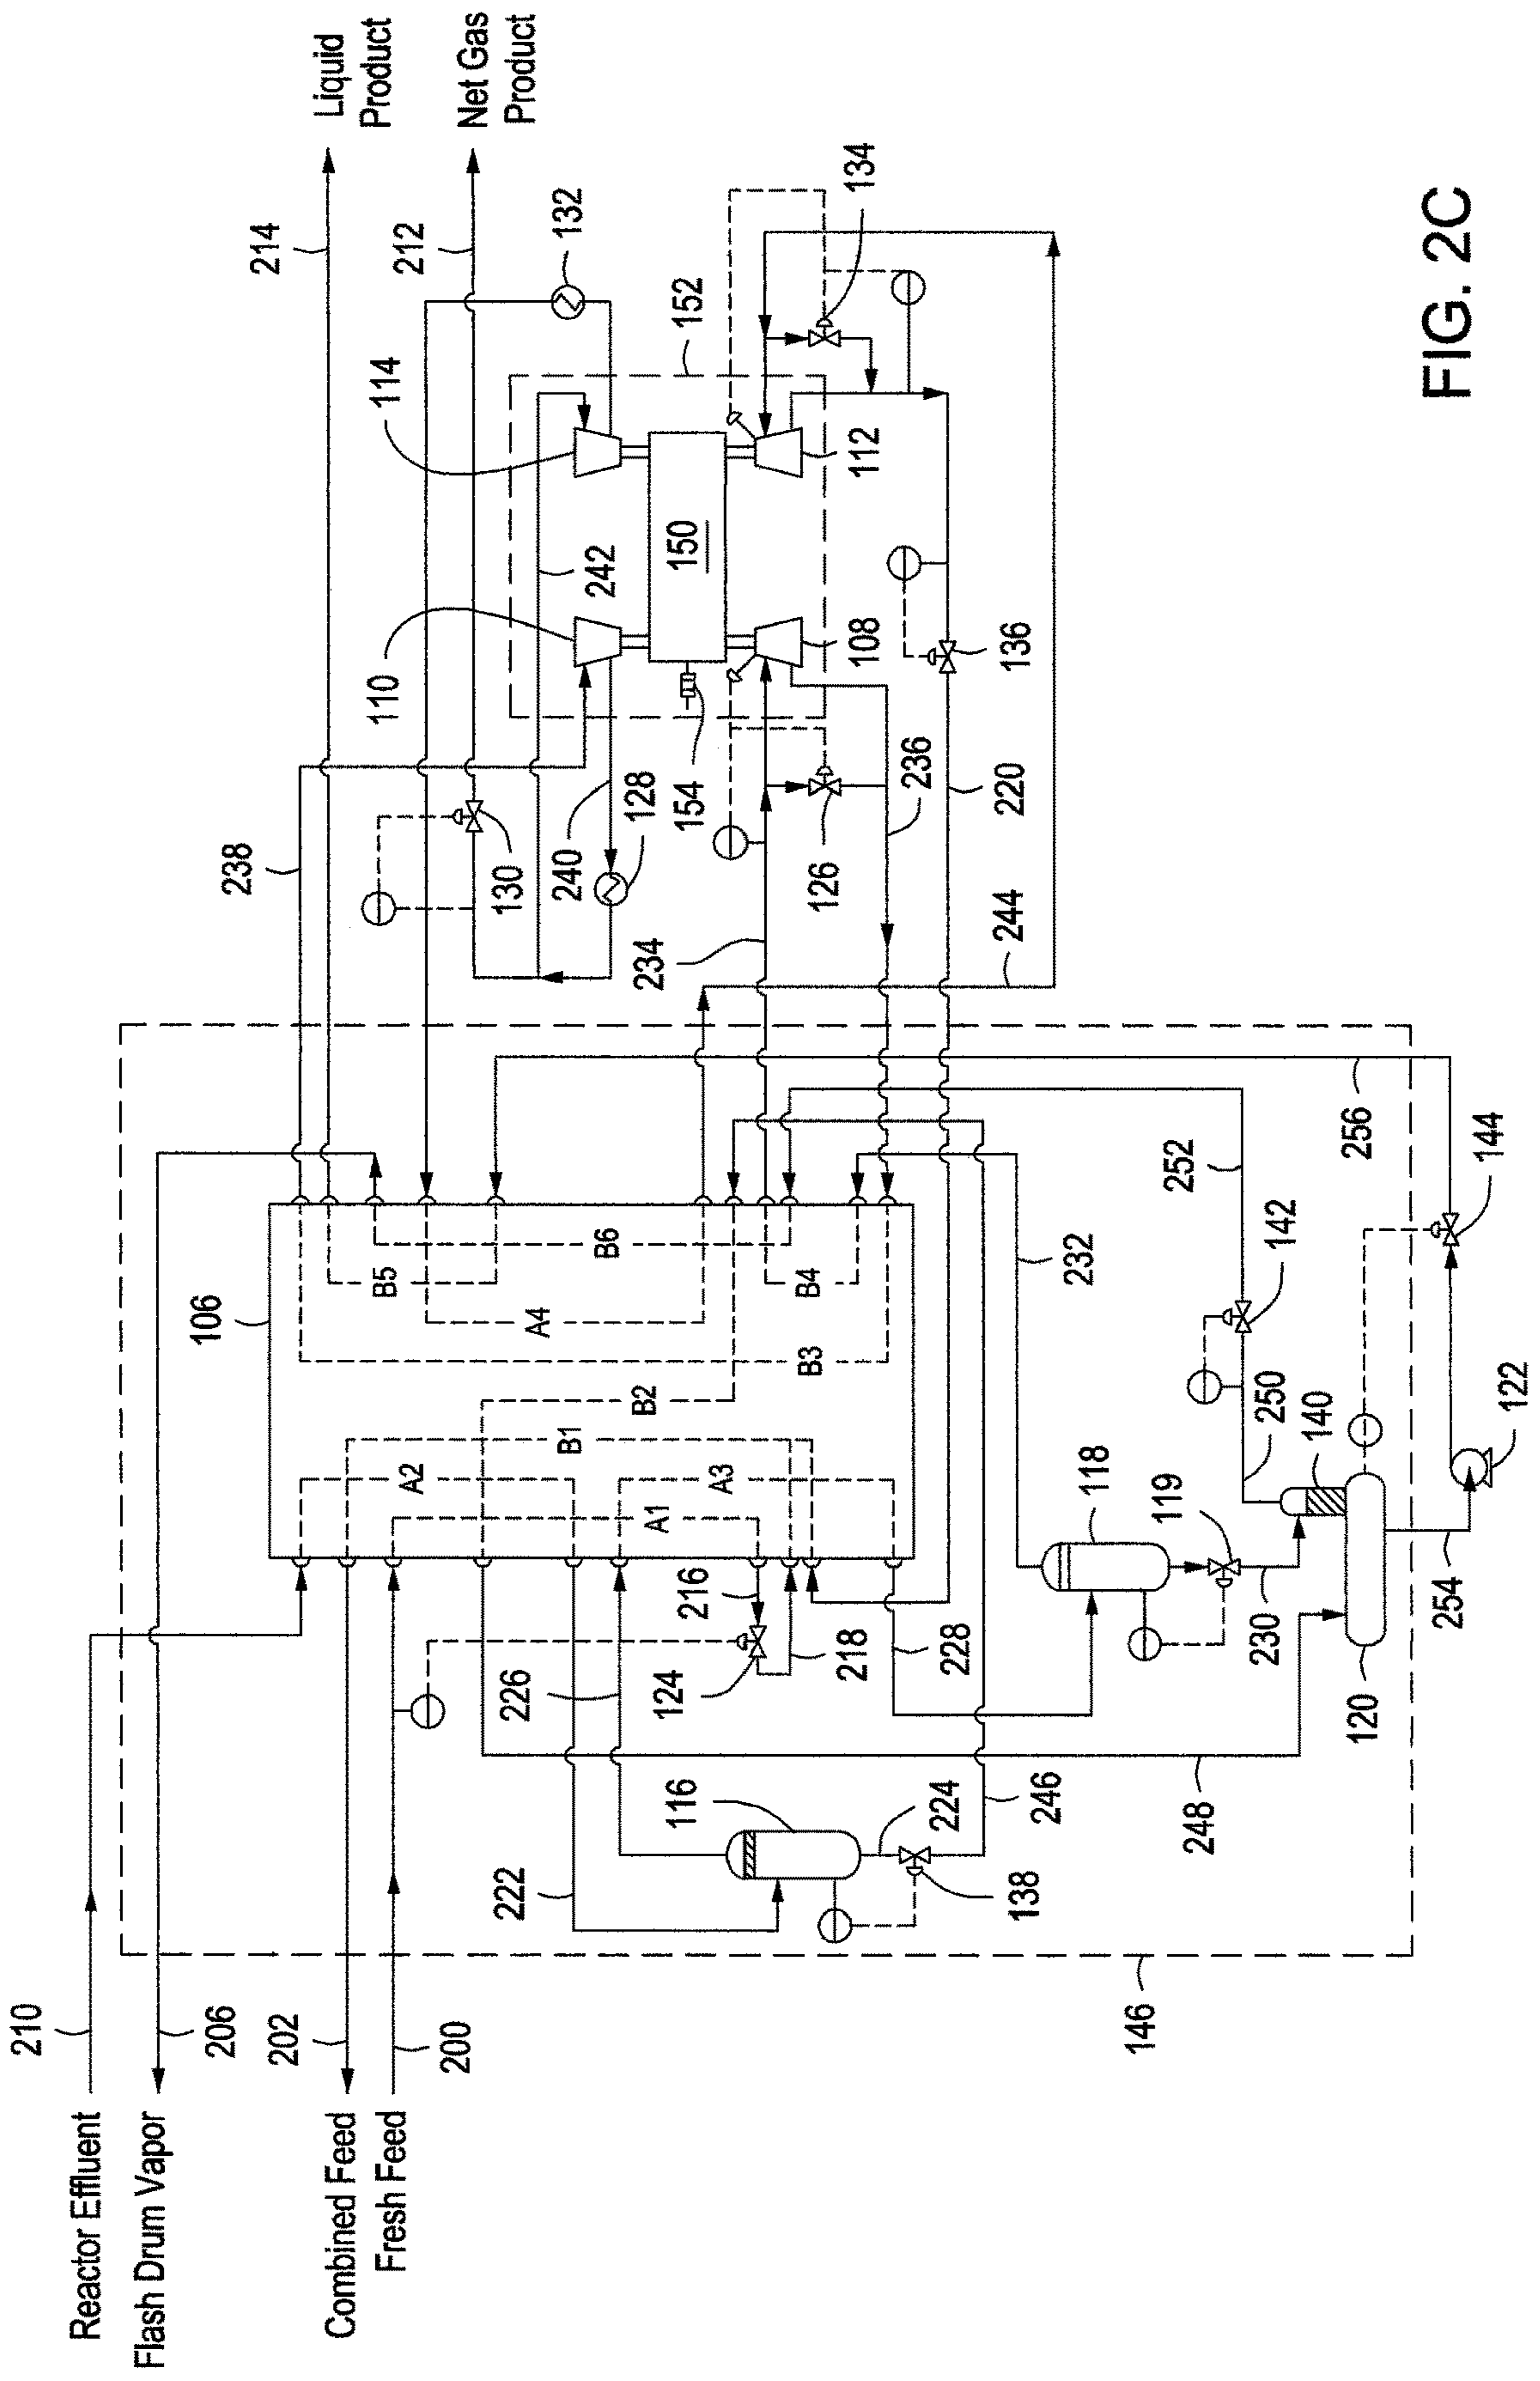 210
Reactor Effluent
Flash Drum Vapor
206
106
238
214
Liquid
Product
202
Combined Feed
Fresh Feed
200
A2
B5
110
114
212
Net Gas
Product
222
226
130
A4
B1
240
132
B6
242
B2
128
234
A1
116
124
216
A3
154
150
152
B3
B4
126
218
108
112
134
236
224
228
138
220
136
246
244
232
118
146
119
252
248
230
250
142
140
120
256
254
144
122
FIG. 2C